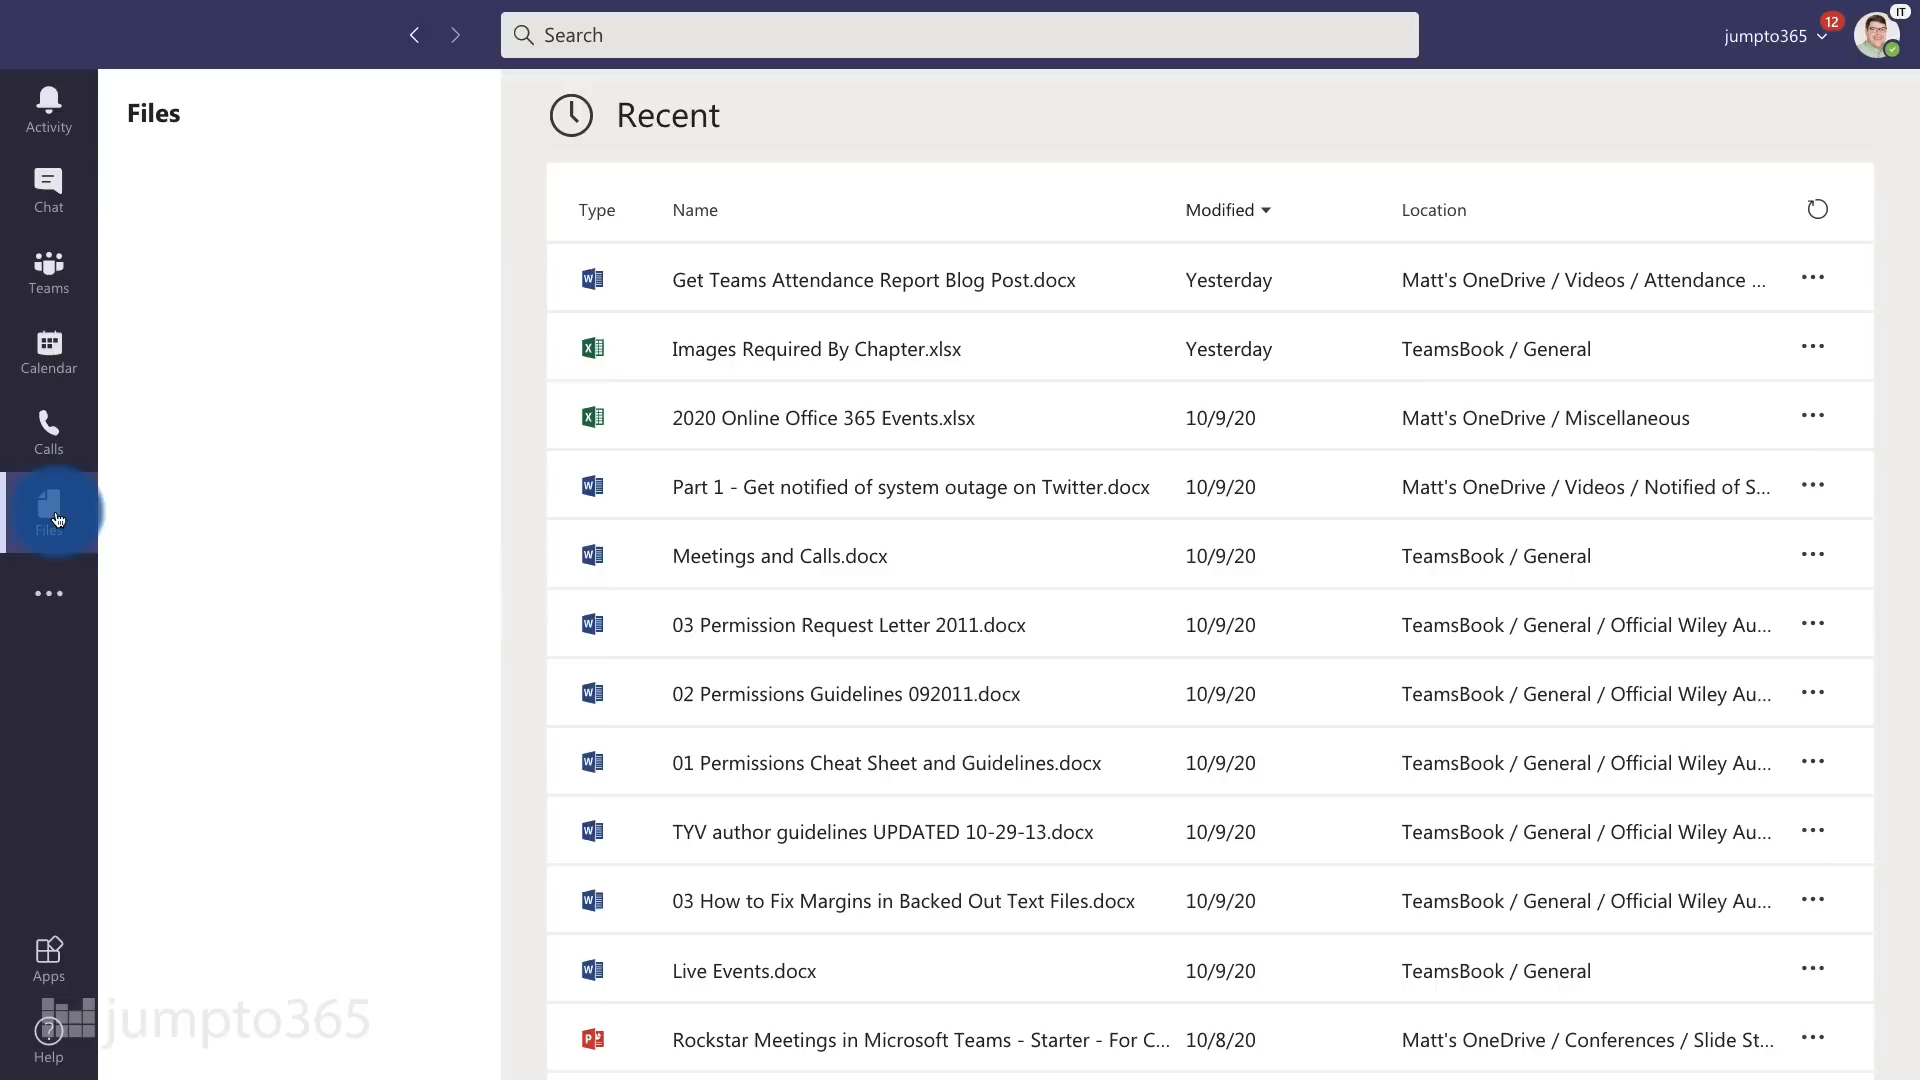 Search
jumpto365
12
IT
Activity
Chat
Teams
Calendar
Calls
Files
Apps
Help
Files
Recent
Type Name Modified Location
Get Teams Attendance Report Blog Post.docx Yesterday Matt's OneDrive / Videos / Attendance ...
Images Required By Chapter.xlsx Yesterday TeamsBook / General
2020 Online Office 365 Events.xlsx 10/9/20 Matt's OneDrive / Miscellaneous
Part 1 - Get notified of system outage on Twitter.docx 10/9/20 Matt's OneDrive / Videos / Notified of S...
Meetings and Calls.docx 10/9/20 TeamsBook / General
03 Permission Request Letter 2011.docx 10/9/20 TeamsBook / General / Official Wiley Au...
02 Permissions Guidelines 092011.docx 10/9/20 TeamsBook / General / Official Wiley Au...
01 Permissions Cheat Sheet and Guidelines.docx 10/9/20 TeamsBook / General / Official Wiley Au...
TYV author guidelines UPDATED 10-29-13.docx 10/9/20 TeamsBook / General / Official Wiley Au...
03 How to Fix Margins in Backed Out Text Files.docx 10/9/20 TeamsBook / General / Official Wiley Au...
Live Events.docx 10/9/20 TeamsBook / General
Rockstar Meetings in Microsoft Teams - Starter - For C... 10/8/20 Matt's OneDrive / Conferences / Slide St...
jumpto365